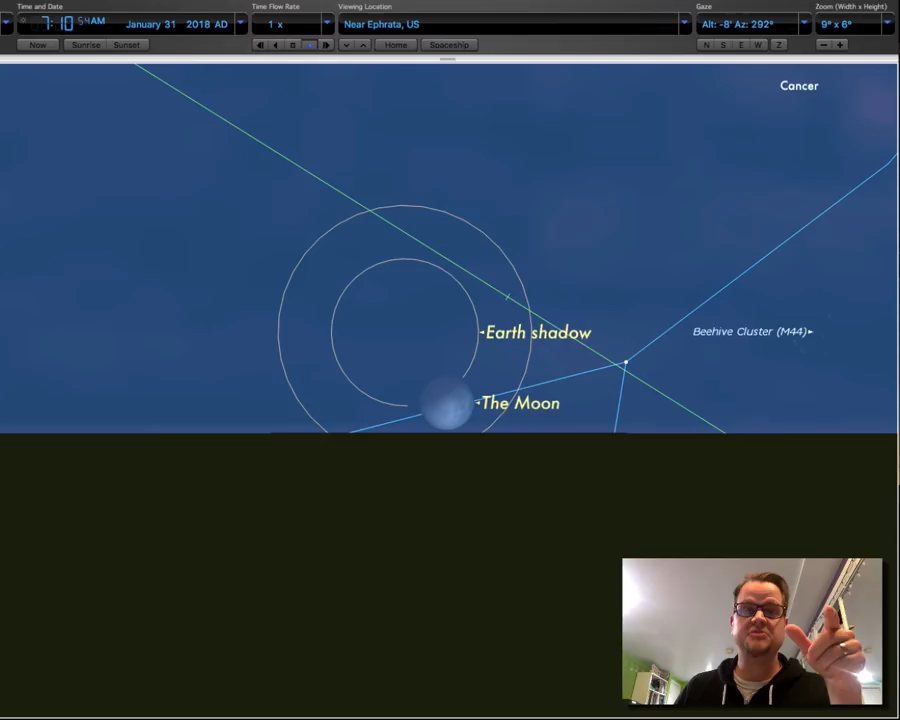 Time and Date
Time Flow Rate
Viewing Location
Gaze
Zoom (Width x Height)
7:10 54 AM
January 31
2018 AD
1 x
Near Ephrata, US
Alt: -8' Az: 292°
9° x 6°
Now
Sunrise
Sunset
Home
Spaceship
N
S
E
W
Z
Cancer
Earth shadow
Beehive Cluster (M44)
The Moon